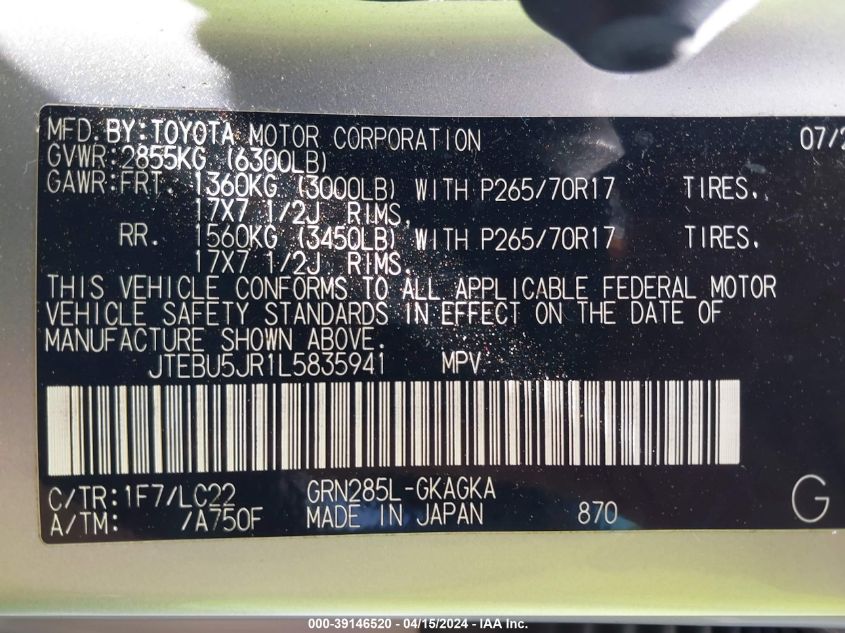 MFD. BY: TOYOTA MOTOR CORPORATION 07/2
GVWR: 2855KG (6300LB)
GAWR: FRT. 1360KG (3000LB) WITH P265/70R17 TIRES.
17X7 1/2J RIMS,
RR. 1560KG (3450LB) WITH P265/70R17 TIRES.
17X7 1/2J RIMS.
THIS VEHICLE CONFORMS TO ALL APPLICABLE FEDERAL MOTOR
VEHICLE SAFETY STANDARDS IN EFFECT ON THE DATE OF
MANUFACTURE SHOWN ABOVE.
JTEBU5JR1L5835941 MPV
C/TR: 1F7/LC22 GRN285L-GKAGKA
A/TM: /A750F MADE IN JAPAN 870 G
000-39146520 - 04/15/2024 - IAA Inc.